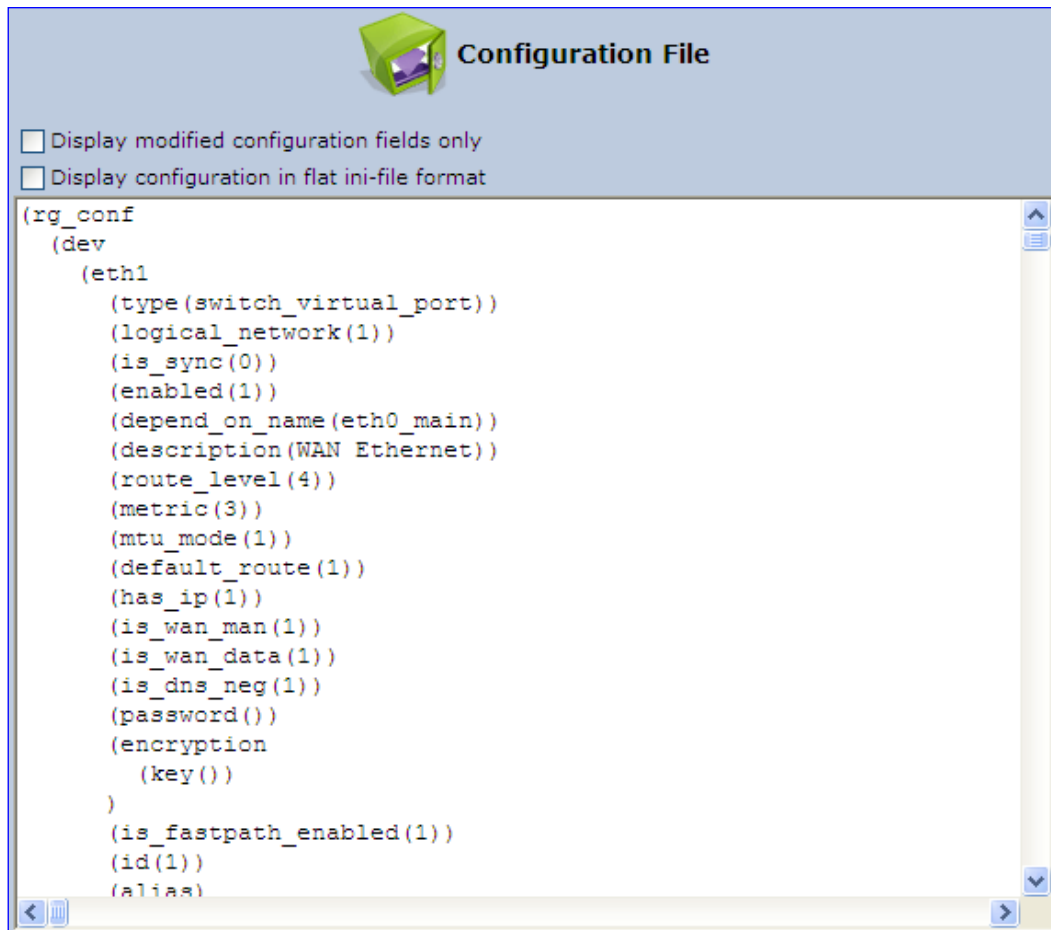 Configuration File
Display modified configuration fields only
Display configuration in flat ini-file format
(rg_conf
  (dev
    (eth1
      (type(switch_virtual_port))
      (logical_network(1))
      (is_sync(0))
      (enabled(1))
      (depend_on_name(eth0_main))
      (description(WAN Ethernet))
      (route_level(4))
      (metric(3))
      (mtu_mode(1))
      (default_route(1))
      (has_ip(1))
      (is_wan_man(1))
      (is_wan_data(1))
      (is_dns_neg(1))
      (password())
      (encryption
        (key())
      )
      (is_fastpath_enabled(1))
      (id(1))
      (alias)